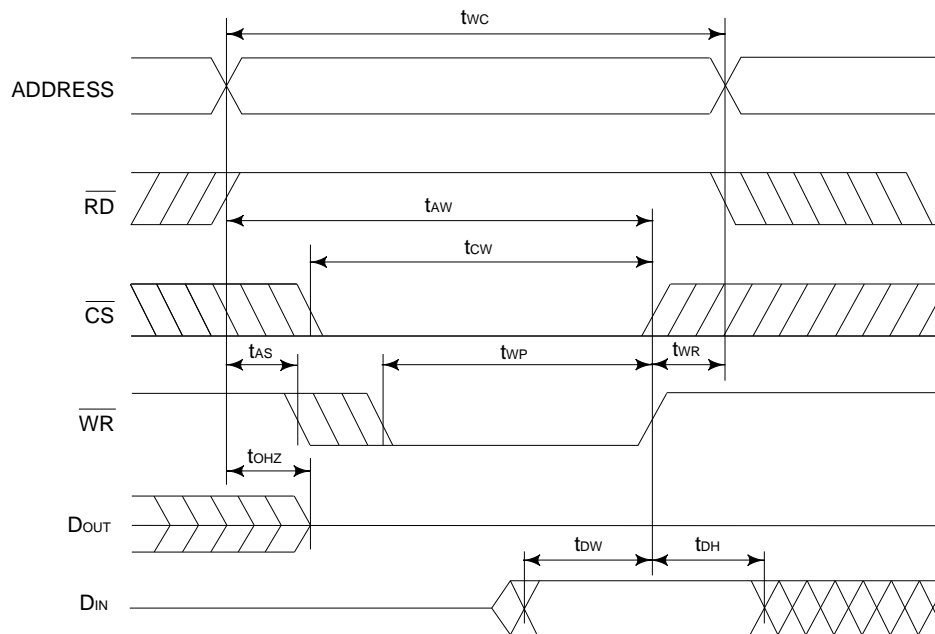 tWC
ADDRESS
RD
tAW
tCW
CS
tAS
tWP
tWR
WR
tOHZ
DOUT
tDW
tDH
DIN